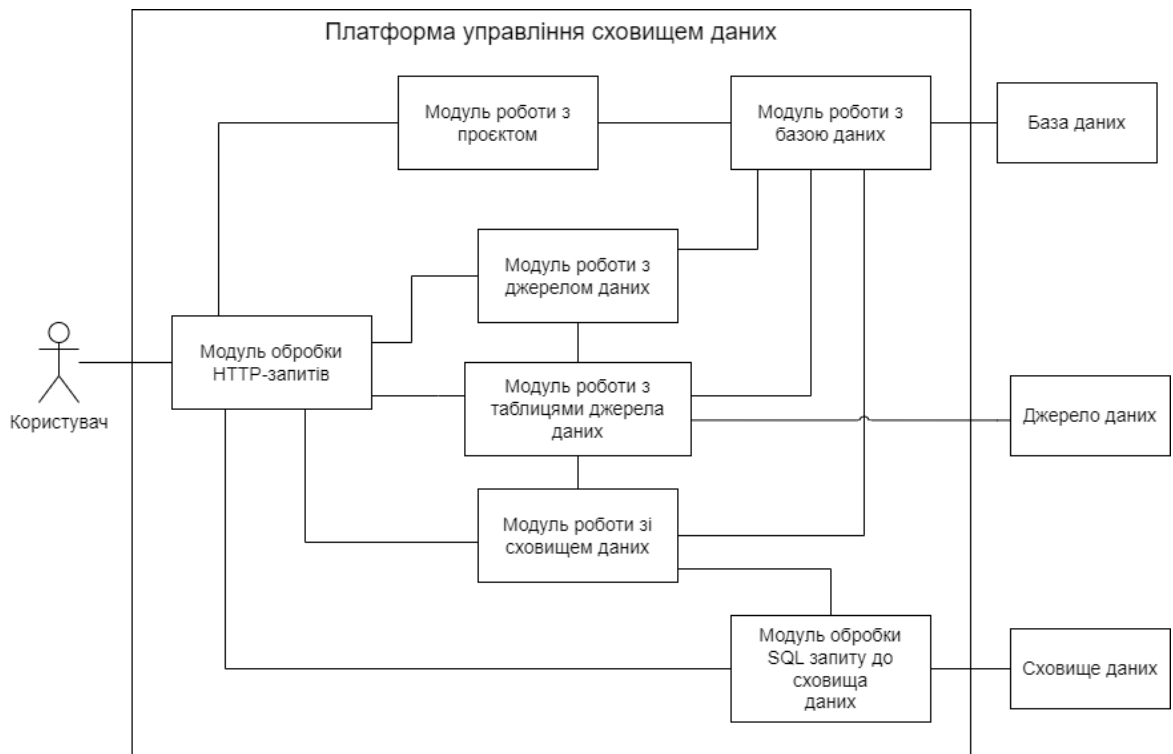 Платформа управління сховищем даних
Модуль роботи з
проєктом
Модуль роботи з
базою даних
База даних
Модуль роботи з
джерелом даних
Модуль обробки
HTTP-запитів
Користувач
Модуль роботи з
таблицями джерела
даних
Джерело даних
Модуль роботи зі
сховищем даних
Модуль обробки
SQL запиту до
сховища
даних
Сховище даних